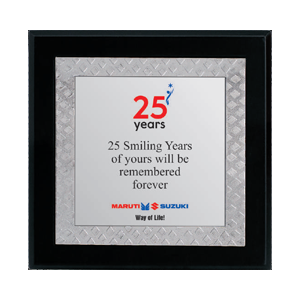 25
years
25 Smiling Years
of yours will be
remembered
forever
MARUTI SUZUKI
Way of Life!